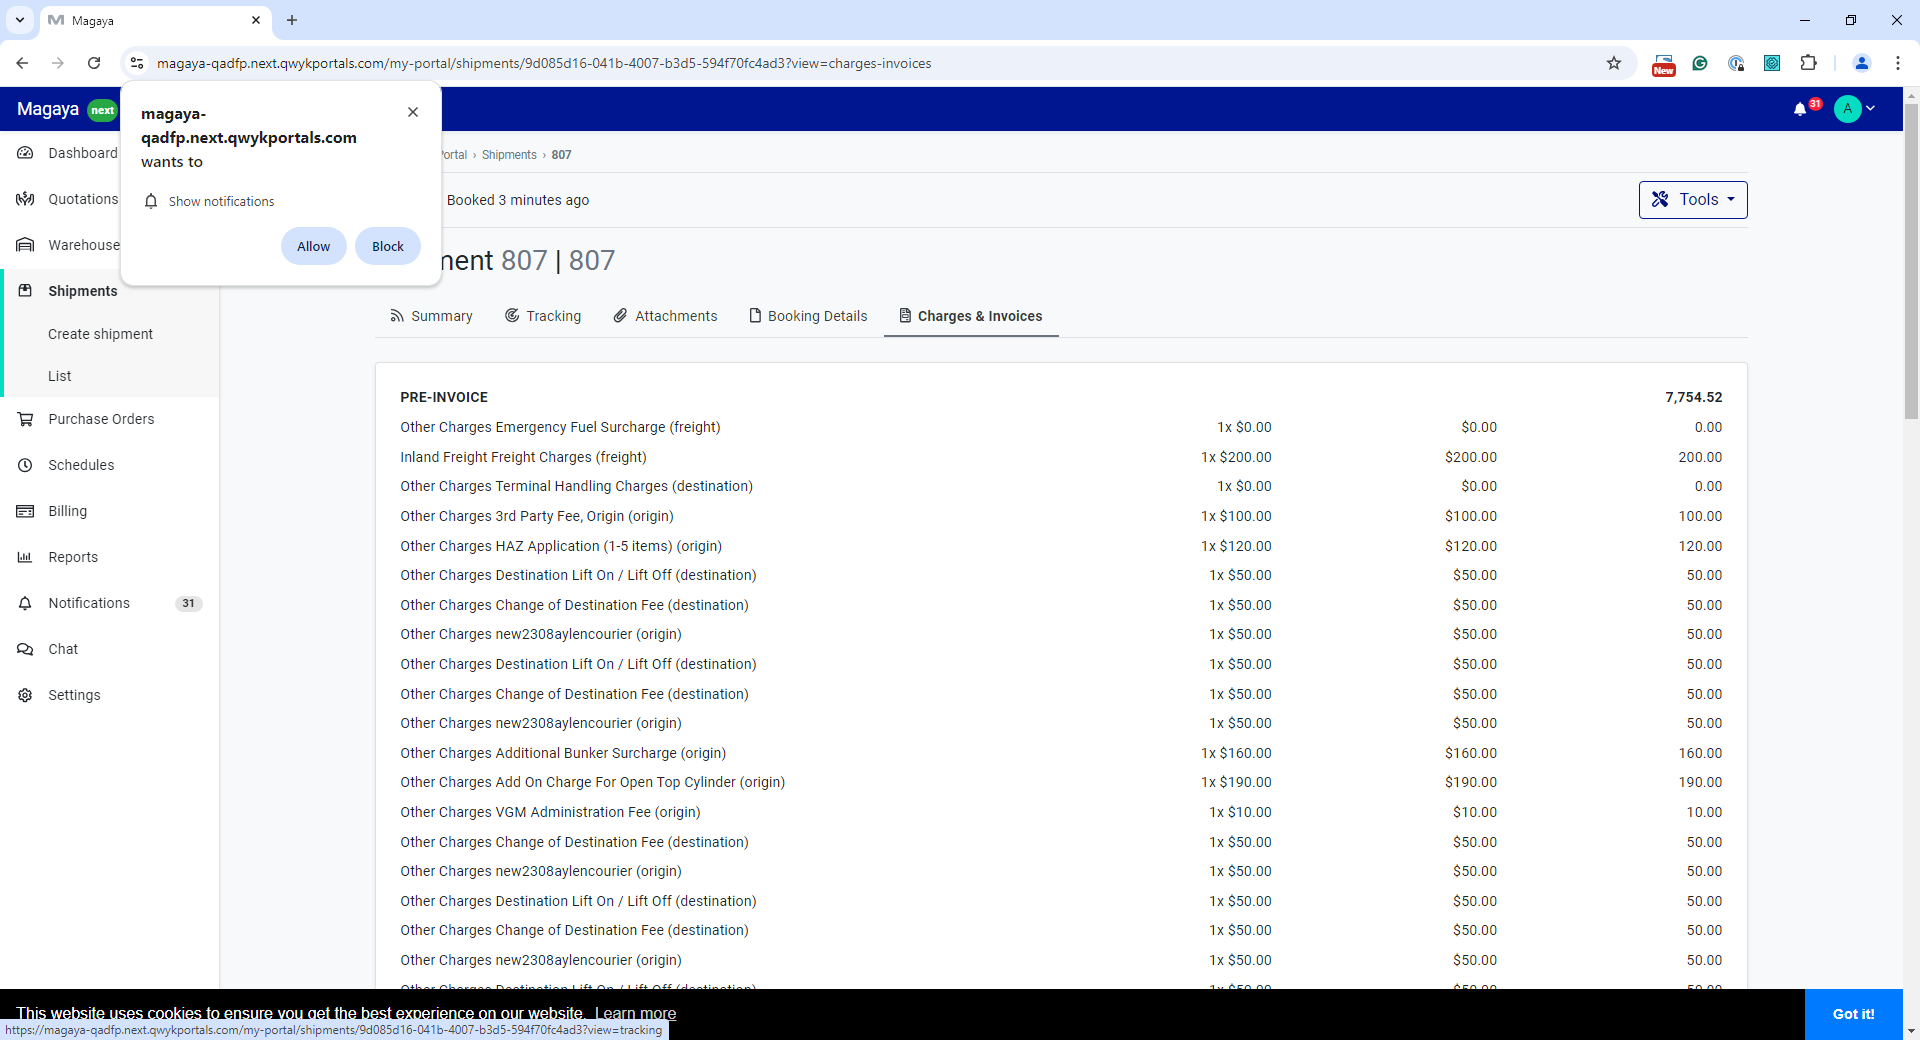 Magaya
magaya-qadfp.next.qwykportals.com/my-portal/shipments/9d085d16-041b-4007-b3d5-594f70fc4ad3?view=charges-invoices
New
Magaya next
31
A
magaya-
qadfp.next.qwykportals.com
wants to
Show notifications
Allow Block
Dashboard
Quotations
Warehouse
Shipments
Create shipment
List
Purchase Orders
Schedules
Billing
Reports
Notifications 31
Chat
Settings
Shipments › 807
Booked 3 minutes ago
Tools
807 | 807
Summary Tracking Attachments Booking Details Charges & Invoices
PRE-INVOICE 7,754.52
Other Charges Emergency Fuel Surcharge (freight) 1x $0.00 $0.00 0.00
Inland Freight Freight Charges (freight) 1x $200.00 $200.00 200.00
Other Charges Terminal Handling Charges (destination) 1x $0.00 $0.00 0.00
Other Charges 3rd Party Fee, Origin (origin) 1x $100.00 $100.00 100.00
Other Charges HAZ Application (1-5 items) (origin) 1x $120.00 $120.00 120.00
Other Charges Destination Lift On / Lift Off (destination) 1x $50.00 $50.00 50.00
Other Charges Change of Destination Fee (destination) 1x $50.00 $50.00 50.00
Other Charges new2308aylencourier (origin) 1x $50.00 $50.00 50.00
Other Charges Destination Lift On / Lift Off (destination) 1x $50.00 $50.00 50.00
Other Charges Change of Destination Fee (destination) 1x $50.00 $50.00 50.00
Other Charges new2308aylencourier (origin) 1x $50.00 $50.00 50.00
Other Charges Additional Bunker Surcharge (origin) 1x $160.00 $160.00 160.00
Other Charges Add On Charge For Open Top Cylinder (origin) 1x $190.00 $190.00 190.00
Other Charges VGM Administration Fee (origin) 1x $10.00 $10.00 10.00
Other Charges Change of Destination Fee (destination) 1x $50.00 $50.00 50.00
Other Charges new2308aylencourier (origin) 1x $50.00 $50.00 50.00
Other Charges Destination Lift On / Lift Off (destination) 1x $50.00 $50.00 50.00
Other Charges Change of Destination Fee (destination) 1x $50.00 $50.00 50.00
Other Charges new2308aylencourier (origin) 1x $50.00 $50.00 50.00
Other Charges Destination Lift On / Lift Off (destination) 1x $50.00 $50.00 50.00
This website uses cookies to ensure you get the best experience on our website. Learn more
Got it!
https://magaya-qadfp.next.qwykportals.com/my-portal/shipments/9d085d16-041b-4007-b3d5-594f70fc4ad3?view=tracking